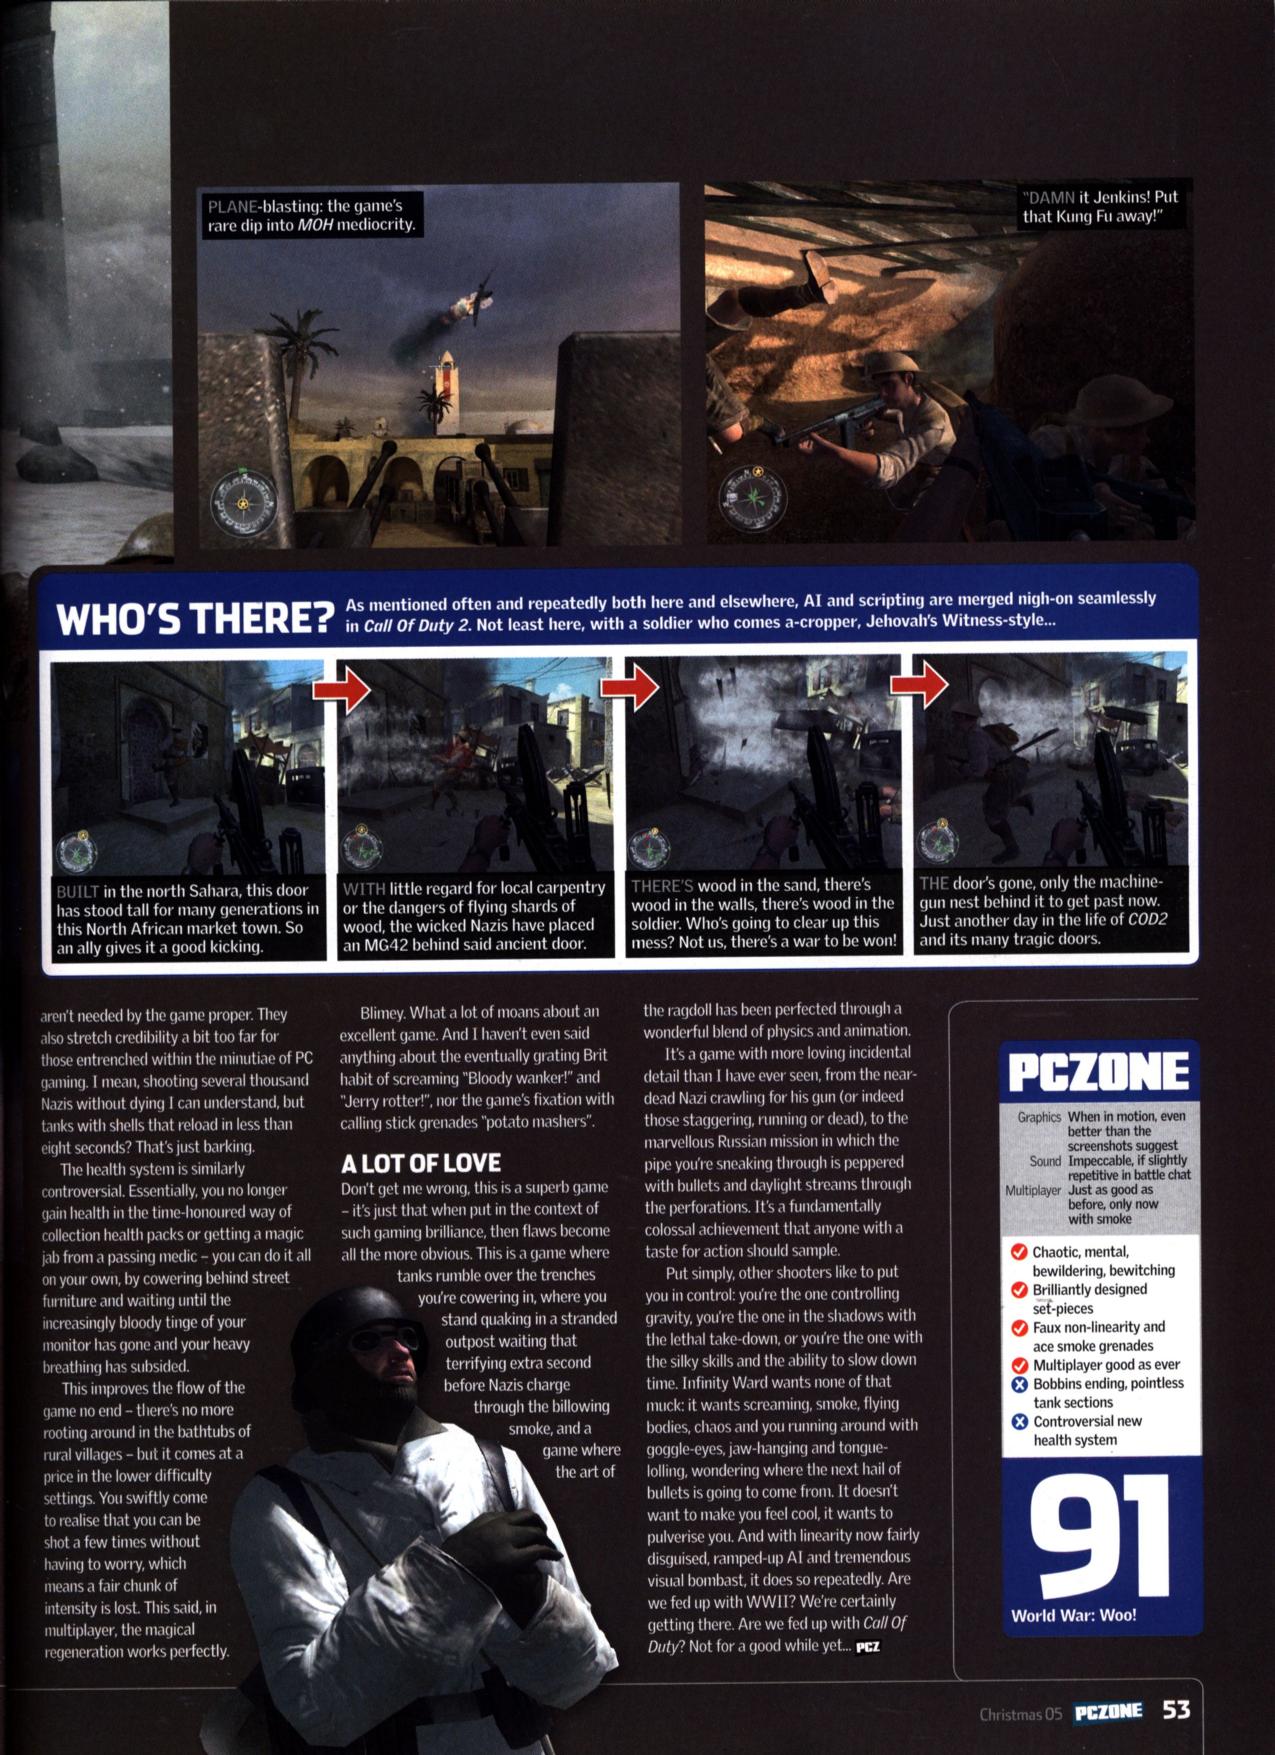 PLANE-blasting: the game's
rare dip into MOH mediocrity.
"DAMN it Jenkins! Put
that Kung Fu away!"
WHO'S THERE?
As mentioned often and repeatedly both here and elsewhere, AI and scripting are merged nigh-on seamlessly
in Call Of Duty 2. Not least here, with a soldier who comes a-cropper, Jehovah's Witness-style...
BUILT in the north Sahara, this door
has stood tall for many generations in
this North African market town. So
an ally gives it a good kicking.
WITH little regard for local carpentry
or the dangers of flying shards of
wood, the wicked Nazis have placed
an MG42 behind said ancient door.
THERE'S wood in the sand, there's
wood in the walls, there's wood in the
soldier. Who's going to clear up this
mess? Not us, there's a war to be won!
THE door's gone, only the machine-
gun nest behind it to get past now.
Just another day in the life of COD2
and its many tragic doors.
aren't needed by the game proper. They
also stretch credibility a bit too far for
those entrenched within the minutiae of PC
gaming. I mean, shooting several thousand
Nazis without dying I can understand, but
tanks with shells that reload in less than
eight seconds? That's just barking.
The health system is similarly
controversial. Essentially, you no longer
gain health in the time-honoured way of
collection health packs or getting a magic
jab from a passing medic – you can do it all
on your own, by cowering behind street
furniture and waiting until the
increasingly bloody tinge of your
monitor has gone and your heavy
breathing has subsided.
This improves the flow of the
game no end – there's no more
rooting around in the bathtubs of
rural villages – but it comes at a
price in the lower difficulty
settings. You swiftly come
to realise that you can be
shot a few times without
having to worry, which
means a fair chunk of
intensity is lost. This said, in
multiplayer, the magical
regeneration works perfectly.
Blimey. What a lot of moans about an
excellent game. And I haven't even said
anything about the eventually grating Brit
habit of screaming "Bloody wanker!" and
"Jerry rotter!", nor the game's fixation with
calling stick grenades "potato mashers".
A LOT OF LOVE
Don't get me wrong, this is a superb game
– it's just that when put in the context of
such gaming brilliance, then flaws become
all the more obvious. This is a game where
tanks rumble over the trenches
you're cowering in, where you
stand quaking in a stranded
outpost waiting that
terrifying extra second
before Nazis charge
through the billowing
smoke, and a
game where
the art of
the ragdoll has been perfected through a
wonderful blend of physics and animation.
It's a game with more loving incidental
detail than I have ever seen, from the near-
dead Nazi crawling for his gun (or indeed
those staggering, running or dead), to the
marvellous Russian mission in which the
pipe you're sneaking through is peppered
with bullets and daylight streams through
the perforations. It's a fundamentally
colossal achievement that anyone with a
taste for action should sample.
Put simply, other shooters like to put
you in control: you're the one controlling
gravity, you're the one in the shadows with
the lethal take-down, or you're the one with
the silky skills and the ability to slow down
time. Infinity Ward wants none of that
muck: it wants screaming, smoke, flying
bodies, chaos and you running around with
goggle-eyes, jaw-hanging and tongue-
lolling, wondering where the next hail of
bullets is going to come from. It doesn't
want to make you feel cool, it wants to
pulverise you. And with linearity now fairly
disguised, ramped-up AI and tremendous
visual bombast, it does so repeatedly. Are
we fed up with WWII? We're certainly
getting there. Are we fed up with Call Of
Duty? Not for a good while yet... PCZ
PCZONE
Graphics When in motion, even
better than the
screenshots suggest
Sound Impeccable, if slightly
repetitive in battle chat
Multiplayer Just as good as
before, only now
with smoke
Chaotic, mental,
bewildering, bewitching
Brilliantly designed
set-pieces
Faux non-linearity and
ace smoke grenades
Multiplayer good as ever
Bobbins ending, pointless
tank sections
Controversial new
health system
91
World War: Woo!
Christmas 05 PCZONE 53